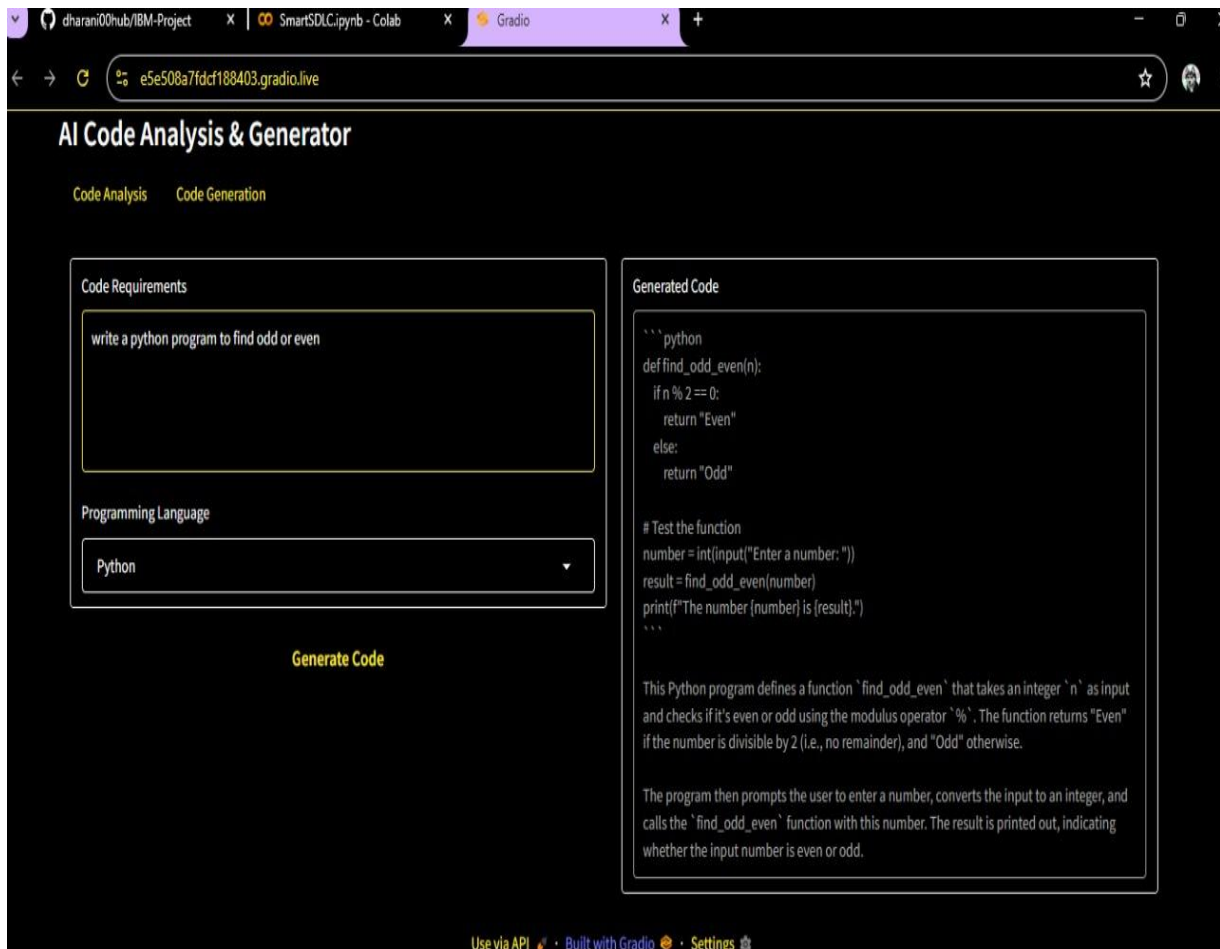 dharani00hub/IBM-Project
SmartSDLC.ipynb - Colab
Gradio
e5e508a7fdcf188403.gradio.live
AI Code Analysis & Generator
Code Analysis
Code Generation
Code Requirements
write a python program to find odd or even
Programming Language
Python
Generate Code
Generated Code
```python
def find_odd_even(n):
if n % 2 == 0:
return "Even"
else:
return "Odd"
# Test the function
number = int(input("Enter a number: "))
result = find_odd_even(number)
print(f"The number {number} is {result}.")
```
This Python program defines a function `find_odd_even` that takes an integer `n` as input
and checks if it's even or odd using the modulus operator `%`. The function returns "Even"
if the number is divisible by 2 (i.e., no remainder), and "Odd" otherwise.
The program then prompts the user to enter a number, converts the input to an integer, and
calls the `find_odd_even` function with this number. The result is printed out, indicating
whether the input number is even or odd.
Use via API · Built with Gradio · Settings